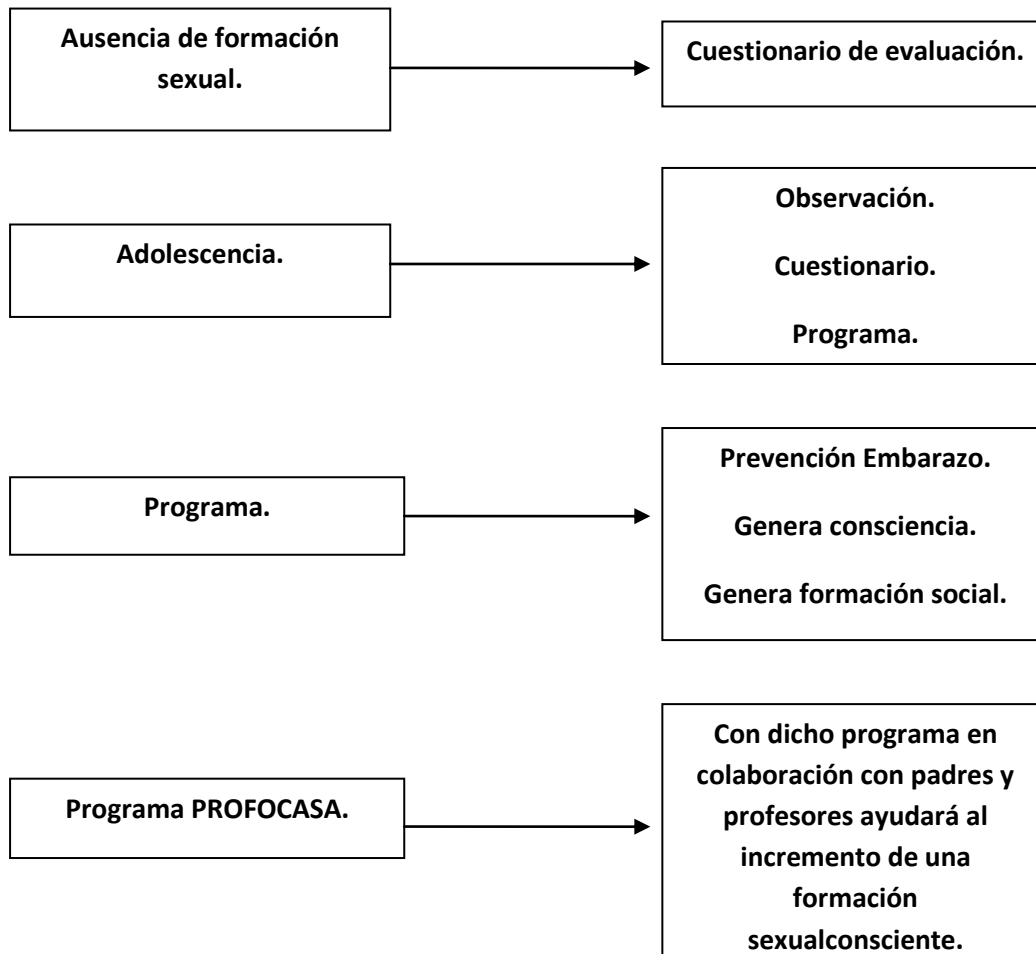 Ausencia de formación
sexual.
Cuestionario de evaluación.
Adolescencia.
Observación.
Cuestionario.
Programa.
Programa.
Prevención Embarazo.
Genera consciencia.
Genera formación social.
Programa PROFOCASA.
Con dicho programa en
colaboración con padres y
profesores ayudará al
incremento de una
formación
sexualconsciente.